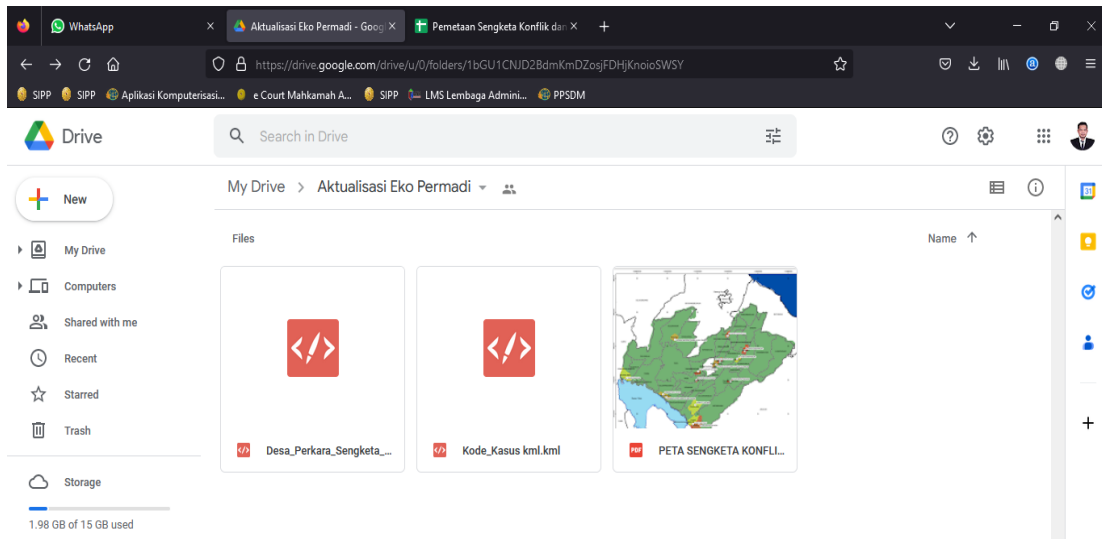 WhatsApp
Aktualisasi Eko Permadi - Goog
Pemetaan Sengketa Konflik dan
https://drive.google.com/drive/u/0/folders/1bGU1CNJD2BdmKmDZosjFDHjKnoioSWSY
SIPP SIPP Aplikasi Komputerisasi... e Court Mahkamah A... SIPP LMS Lembaga Admini... PPSDM
Drive
Search in Drive
New
My Drive > Aktualisasi Eko Permadi
My Drive
Computers
Shared with me
Recent
Starred
Trash
Storage
1.98 GB of 15 GB used
Files
Name
Desa_Perkara_Sengketa_...
Kode_Kasus kml.kml
PDF
PETA SENGKETA KONFLI...
31